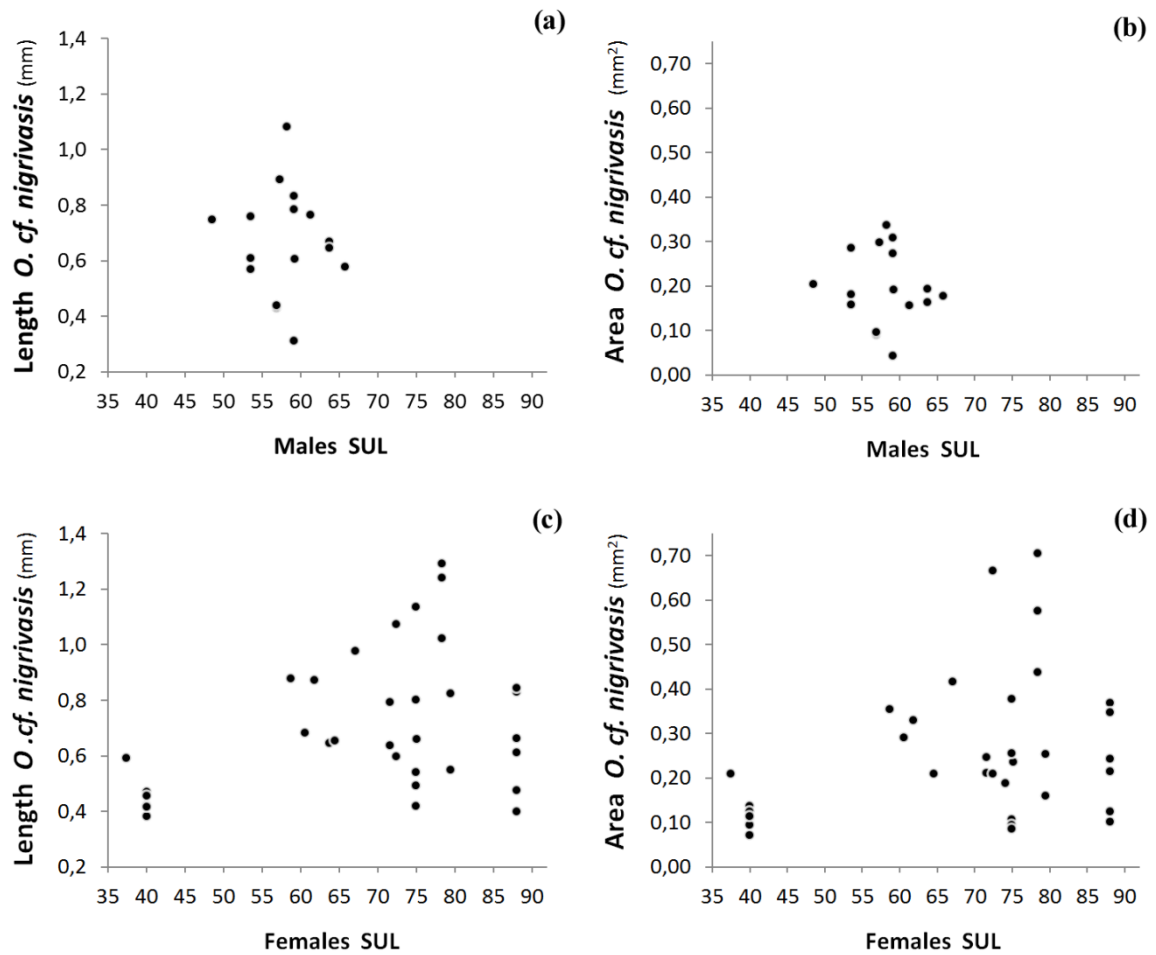 (a)
Length O. cf. nigrivasis (mm)
1,4
1,2
1,0
0,8
0,6
0,4
0,2
35 40 45 50 55 60 65 70 75 80 85 90
Males SUL
(b)
Area O. cf. nigrivasis (mm²)
0,70
0,60
0,50
0,40
0,30
0,20
0,10
0,00
35 40 45 50 55 60 65 70 75 80 85 90
Males SUL
(c)
Length O .cf. nigrivasis (mm)
1,4
1,2
1,0
0,8
0,6
0,4
0,2
35 40 45 50 55 60 65 70 75 80 85 90
Females SUL
(d)
Area O. cf. nigrivasis (mm²)
0,70
0,60
0,50
0,40
0,30
0,20
0,10
0,00
35 40 45 50 55 60 65 70 75 80 85 90
Females SUL